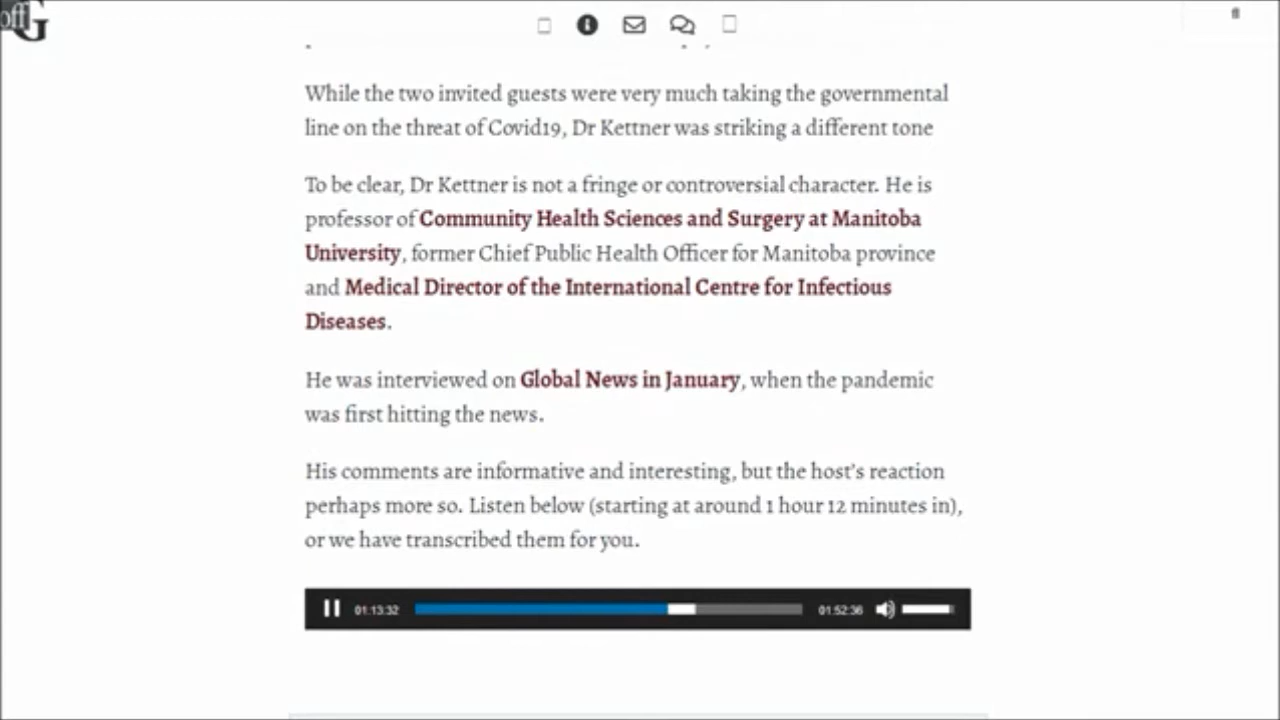 off
G
While the two invited guests were very much taking the governmental
line on the threat of Covid19, Dr Kettner was striking a different tone
To be clear, Dr Kettner is not a fringe or controversial character. He is
professor of Community Health Sciences and Surgery at Manitoba
University, former Chief Public Health Officer for Manitoba province
and Medical Director of the International Centre for Infectious
Diseases.
He was interviewed on Global News in January, when the pandemic
was first hitting the news.
His comments are informative and interesting, but the host's reaction
perhaps more so. Listen below (starting at around 1 hour 12 minutes in),
or we have transcribed them for you.
01:13:32 01:52:36